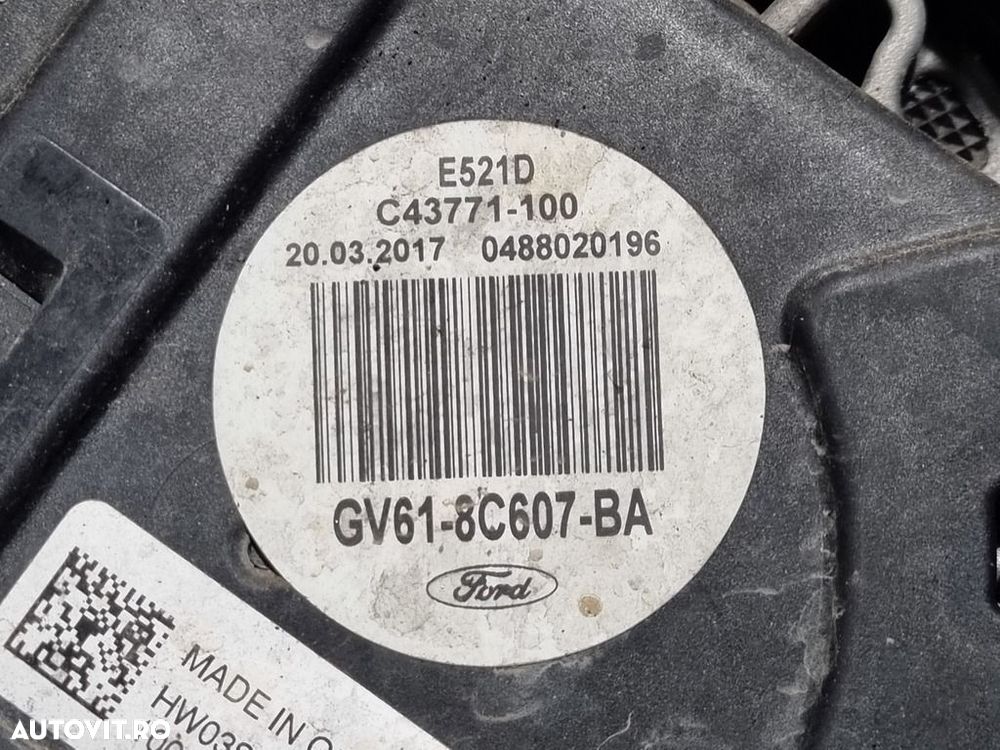 E521D
C43771-100
20.03.2017 0488020196
GV61-8C607-BA
Ford
MADE IN
AUTOVIT.RO